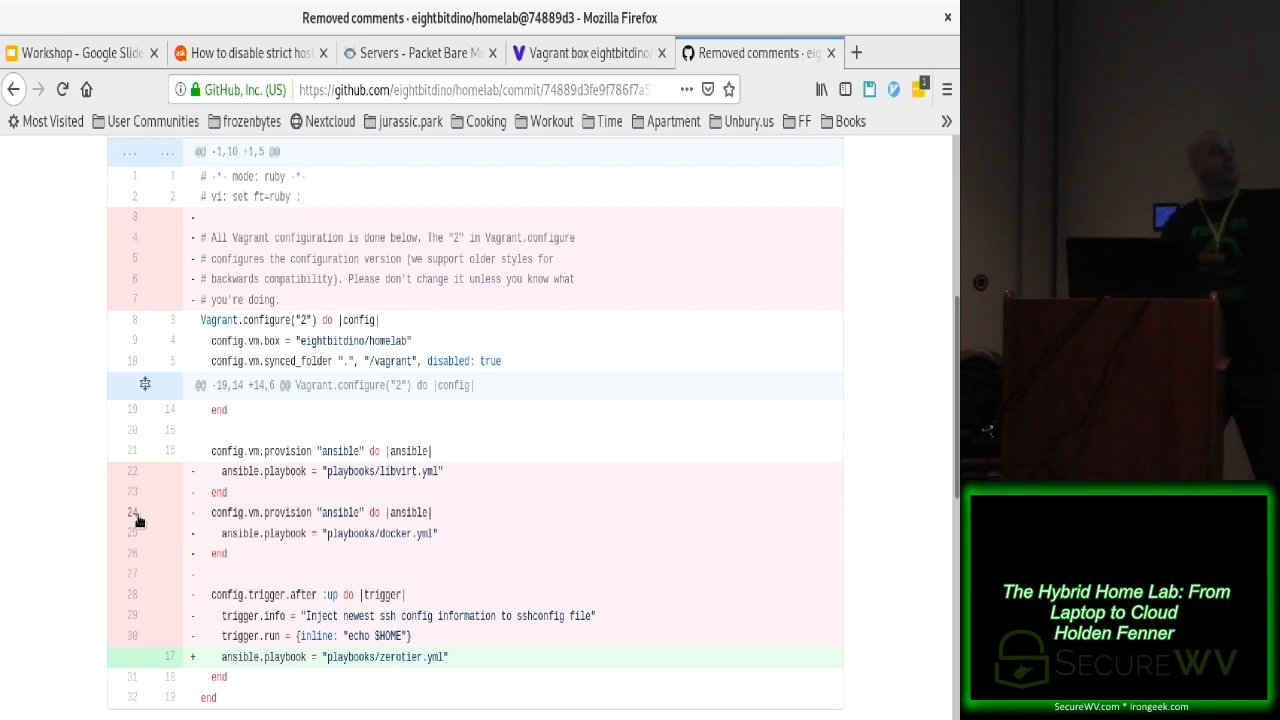 Removed comments · eightbitdino/homelab@74889d3 - Mozilla Firefox
Workshop - Google Slide
How to disable strict hos
Servers - Packet Bare M
Vagrant box eightbitdino/
Removed comments · eig
GitHub, Inc. (US)
https://github.com/eightbitdino/homelab/commit/74889d3fe9f786f7a5
1
Most Visited
User Communities
frozenbytes
Nextcloud
jurassic.park
Cooking
Workout
Time
Apartment
Unbury.us
FF
Books
... ... @@ -1,10 +1,5 @@
1 1 # -*- mode: ruby -*-
2 2 # vi: set ft=ruby :
3 -
4 - # All Vagrant configuration is done below. The "2" in Vagrant.configure
5 - # configures the configuration version (we support older styles for
6 - # backwards compatibility). Please don't change it unless you know what
7 - # you're doing.
8 3 Vagrant.configure("2") do |config|
9 4 config.vm.box = "eightbitdino/homelab"
10 5 config.vm.synced_folder ".", "/vagrant", disabled: true
@@ -19,14 +14,6 @@ Vagrant.configure("2") do |config|
19 14 end
20 15
21 16 config.vm.provision "ansible" do |ansible|
22 - ansible.playbook = "playbooks/libvirt.yml"
23 - end
24 - config.vm.provision "ansible" do |ansible|
25 - ansible.playbook = "playbooks/docker.yml"
26 - end
27 -
28 - config.trigger.after :up do |trigger|
29 - trigger.info = "Inject newest ssh config information to sshconfig file"
30 - trigger.run = {inline: "echo $HOME"}
17 + ansible.playbook = "playbooks/zerotier.yml"
31 18 end
32 19 end
The Hybrid Home Lab: From
Laptop to Cloud
Holden Fenner
SECUREWV
SecureWV.com * Irongeek.com